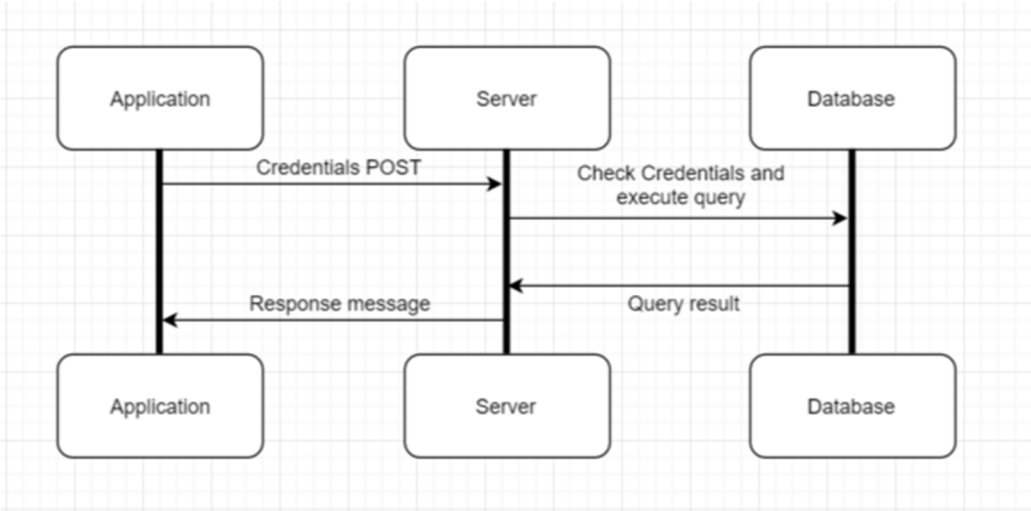 Application
Server
Database
Credentials POST
Check Credentials and
execute query
Query result
Response message
Application
Server
Database